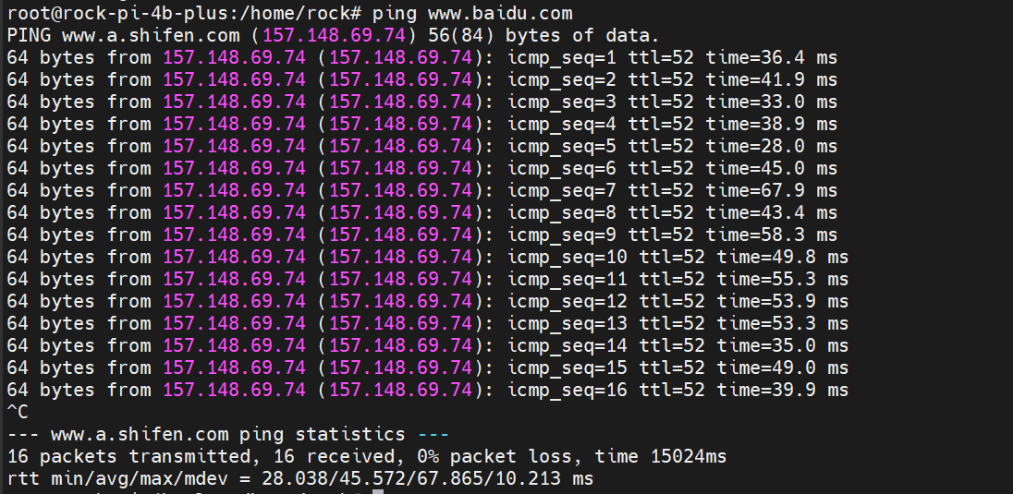 root@rock-pi-4b-plus:/home/rock# ping www.baidu.com
PING www.a.shifen.com (157.148.69.74) 56(84) bytes of data.
64 bytes from 157.148.69.74 (157.148.69.74): icmp_seq=1 ttl=52 time=36.4 ms
64 bytes from 157.148.69.74 (157.148.69.74): icmp_seq=2 ttl=52 time=41.9 ms
64 bytes from 157.148.69.74 (157.148.69.74): icmp_seq=3 ttl=52 time=33.0 ms
64 bytes from 157.148.69.74 (157.148.69.74): icmp_seq=4 ttl=52 time=38.9 ms
64 bytes from 157.148.69.74 (157.148.69.74): icmp_seq=5 ttl=52 time=28.0 ms
64 bytes from 157.148.69.74 (157.148.69.74): icmp_seq=6 ttl=52 time=45.0 ms
64 bytes from 157.148.69.74 (157.148.69.74): icmp_seq=7 ttl=52 time=67.9 ms
64 bytes from 157.148.69.74 (157.148.69.74): icmp_seq=8 ttl=52 time=43.4 ms
64 bytes from 157.148.69.74 (157.148.69.74): icmp_seq=9 ttl=52 time=58.3 ms
64 bytes from 157.148.69.74 (157.148.69.74): icmp_seq=10 ttl=52 time=49.8 ms
64 bytes from 157.148.69.74 (157.148.69.74): icmp_seq=11 ttl=52 time=55.3 ms
64 bytes from 157.148.69.74 (157.148.69.74): icmp_seq=12 ttl=52 time=53.9 ms
64 bytes from 157.148.69.74 (157.148.69.74): icmp_seq=13 ttl=52 time=53.3 ms
64 bytes from 157.148.69.74 (157.148.69.74): icmp_seq=14 ttl=52 time=35.0 ms
64 bytes from 157.148.69.74 (157.148.69.74): icmp_seq=15 ttl=52 time=49.0 ms
64 bytes from 157.148.69.74 (157.148.69.74): icmp_seq=16 ttl=52 time=39.9 ms
^C
--- www.a.shifen.com ping statistics ---
16 packets transmitted, 16 received, 0% packet loss, time 15024ms
rtt min/avg/max/mdev = 28.038/45.572/67.865/10.213 ms